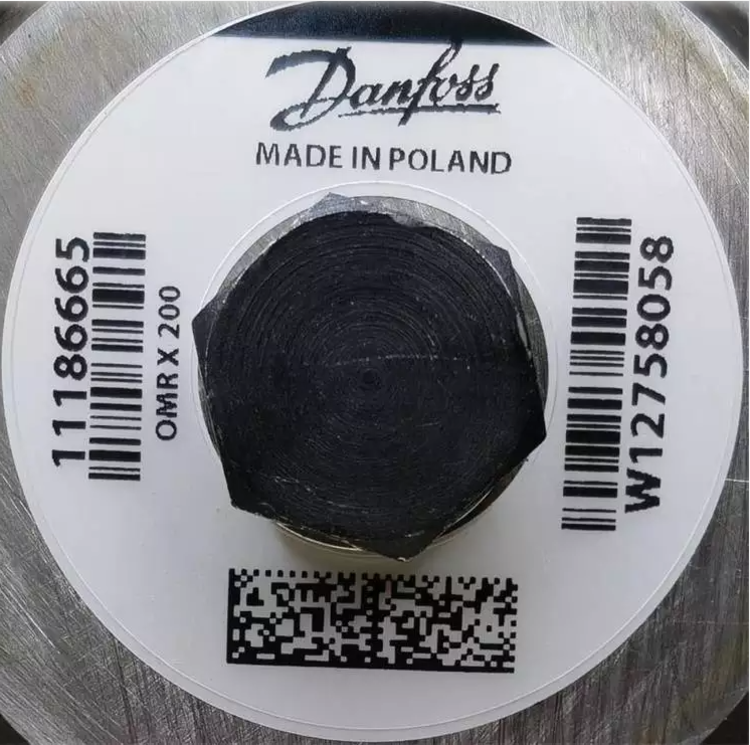 Danfoss
MADE IN POLAND
11186665
OMR X 200
W12758058